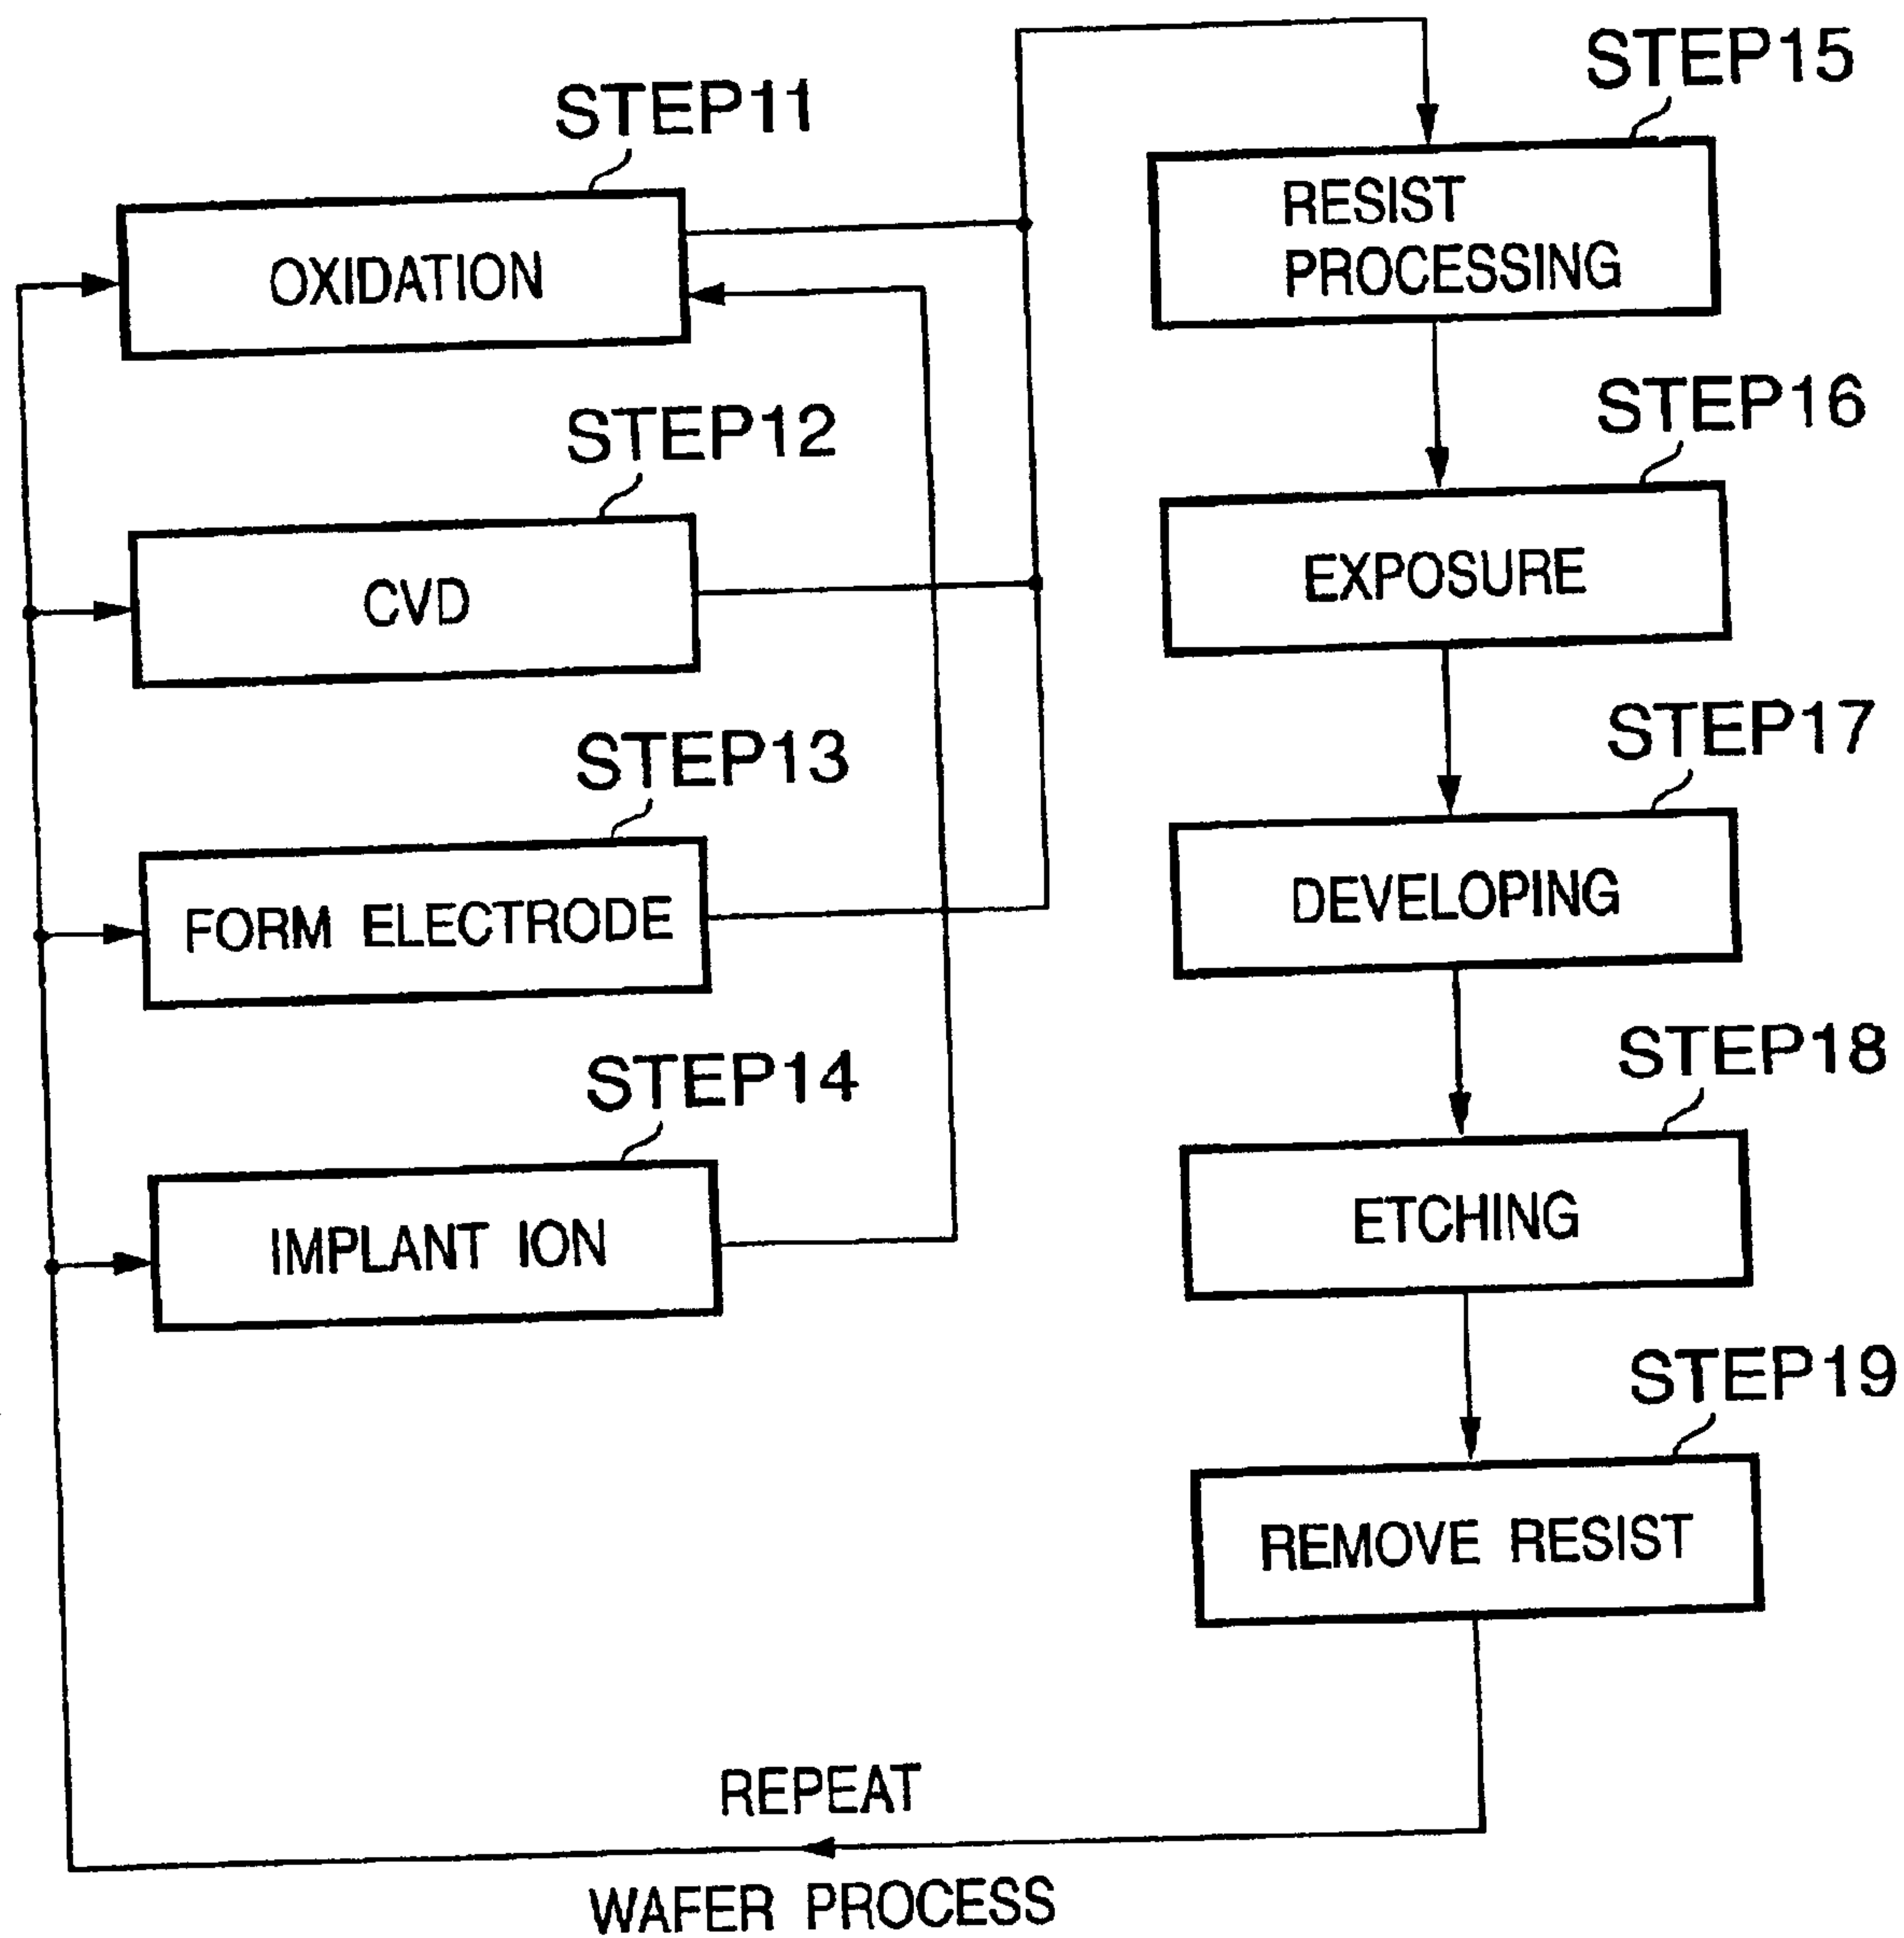 STEP11
OXIDATION
STEP12
CVD
STEP13
FORM ELECTRODE
STEP14
IMPLANT ION
STEP15
RESIST
PROCESSING
STEP16
EXPOSURE
STEP17
DEVELOPING
STEP18
ETCHING
STEP19
REMOVE RESIST
REPEAT
WAFER PROCESS